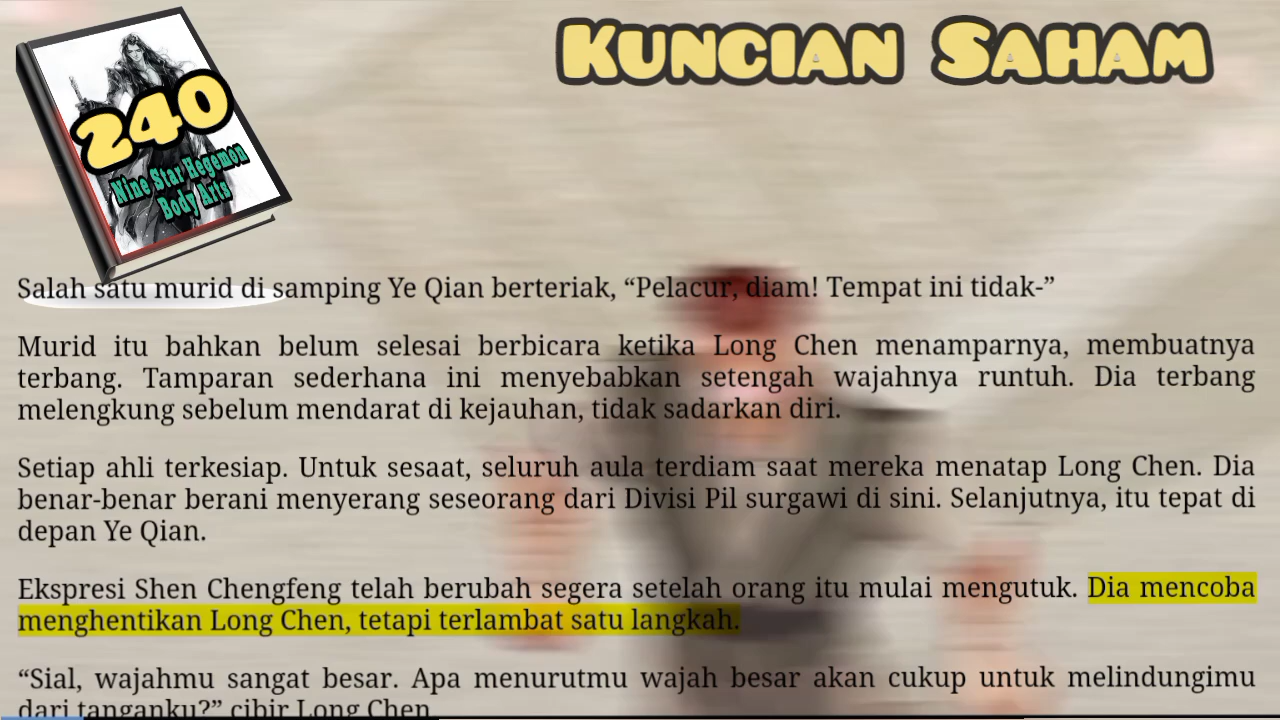 Kuncian Saham
240
Nine Star Hegemon
Body Arts
Salah satu murid di samping Ye Qian berteriak, “Pelacur, diam! Tempat ini tidak-”
Murid itu bahkan belum selesai berbicara ketika Long Chen menamparnya, membuatnya
terbang. Tamparan sederhana ini menyebabkan setengah wajahnya runtuh. Dia terbang
melengkung sebelum mendarat di kejauhan, tidak sadarkan diri.
Setiap ahli terkesiap. Untuk sesaat, seluruh aula terdiam saat mereka menatap Long Chen. Dia
benar-benar berani menyerang seseorang dari Divisi Pil surgawi di sini. Selanjutnya, itu tepat di
depan Ye Qian.
Ekspresi Shen Chengfeng telah berubah segera setelah orang itu mulai mengutuk. Dia mencoba
menghentikan Long Chen, tetapi terlambat satu langkah.
“Sial, wajahmu sangat besar. Apa menurutmu wajah besar akan cukup untuk melindungimu
dari tanganku?” cibir Long Chen.